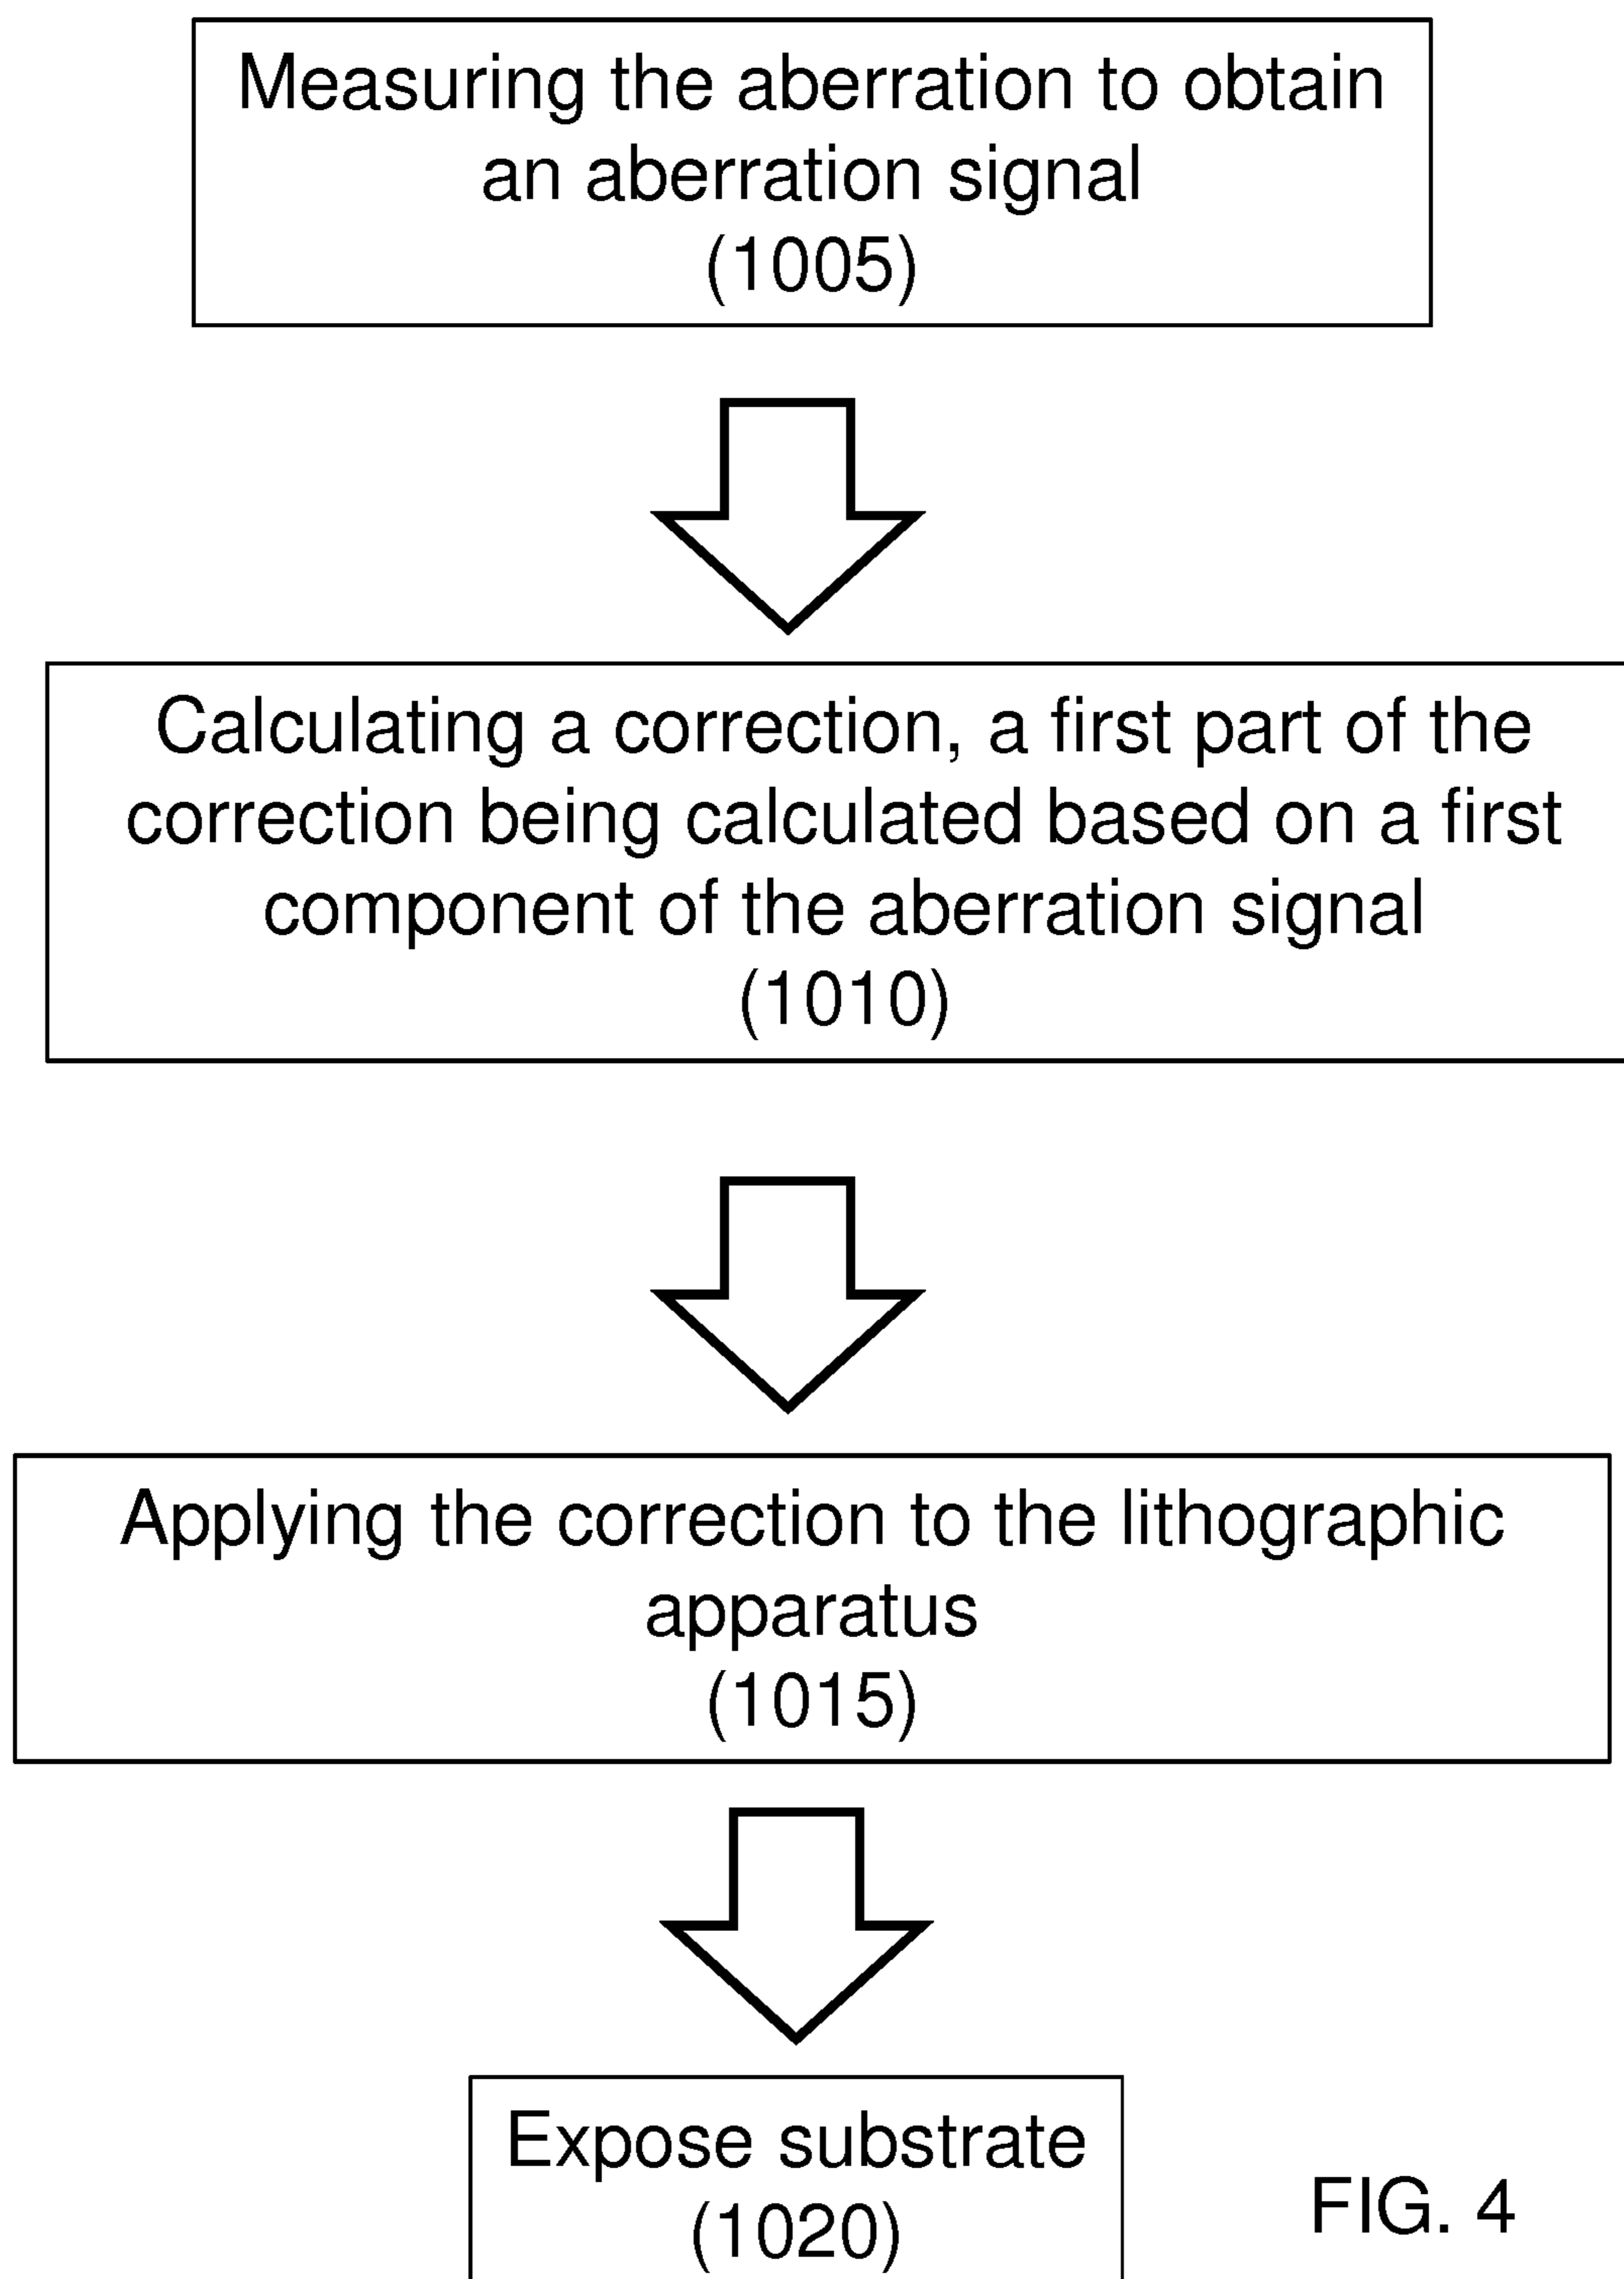 Measuring the aberration to obtain
an aberration signal
(1005)
Calculating a correction, a first part of the
correction being calculated based on a first
component of the aberration signal
(1010)
Applying the correction to the lithographic
apparatus
(1015)
Expose substrate
(1020)
FIG. 4